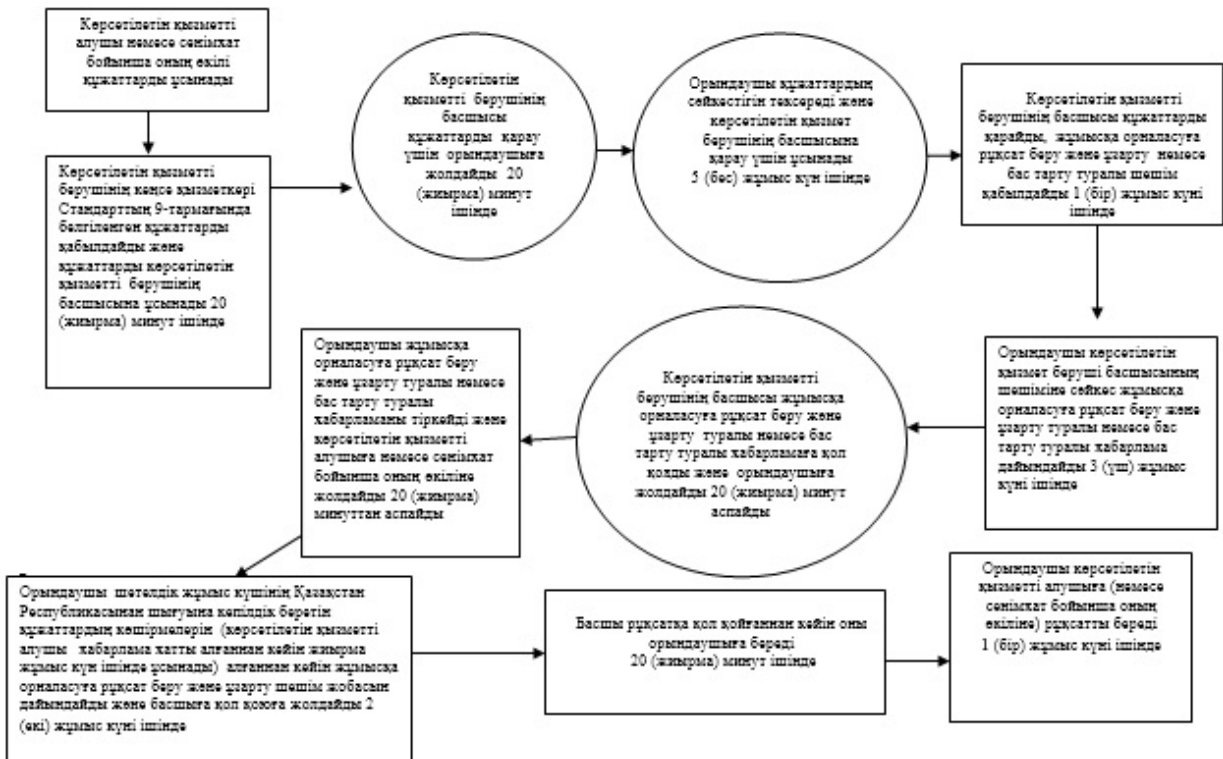 Көрсетілетін қызметті
алушы немесе сенімхат
бойынша оның өкілі
құжаттарды ұсынады
Көрсетілетін қызметті
берушінің кеңсе қызметкері
Стандарттың 9-тармағында
белгіленген құжаттарды
қабылдайды және
құжаттарды көрсетілетін
қызметті берушінің
басшысына ұсынады 20
(жиырма) минут ішінде
Көрсетілетін
қызметті берушінің
басшысы
құжаттарды қарау
үшін орындаушыға
жолдайды 20
(жиырма) минут
ішінде
Орындаушы құжаттардың
сәйкестігін тексереді және
көрсетілетін қызмет
берушінің басшысына
қарау үшін ұсынады
5 (бес) жұмыс күн ішінде
Көрсетілетін қызметті
берушінің басшысы құжаттарды
қарайды, жұмысқа орналасуға
рұқсат беру және ұзарту немесе
бас тарту туралы шешім
қабылдайды 1 (бір) жұмыс күні
ішінде
Орындаушы көрсетілетін
қызмет беруші басшысының
шешіміне сәйкес жұмысқа
орналасуға рұқсат беру және
ұзарту туралы немесе бас
тарту туралы хабарлама
дайындайды 3 (үш) жұмыс
күні ішінде
Көрсетілетін қызметті
берушінің басшысы жұмысқа
орналасуға рұқсат беру және
ұзарту туралы немесе бас
тарту туралы хабарламаға қол
қояды және орындаушыға
жолдайды 20 (жиырма) минут
аспайды
Орындаушы жұмысқа
орналасуға рұқсат беру
және ұзарту туралы немесе
бас тарту туралы
хабарламаны тіркейді және
көрсетілетін қызметті
алушыға немесе сенімхат
бойынша оның өкіліне
жолдайды 20 (жиырма)
минуттан аспайды
Орындаушы шетелдік жұмыс күшінің Қазақстан
Республикасынан шығуына кепілдік беретін
құжаттардың көшірмелерін (көрсетілетін қызметті
алушы хабарлама хатты алғаннан кейін жиырма
жұмыс күн ішінде ұсынады) алғаннан кейін жұмысқа
орналасуға рұқсат беру және ұзарту шешім жобасын
дайындайды және басшыға қол қоюға жолдайды 2
(екі) жұмыс күні ішінде
Басшы рұқсатқа қол қойғаннан кейін оны
орындаушыға береді
20 (жиырма) минут ішінде
Орындаушы көрсетілетін
қызметті алушыға (немесе
сенімхат бойынша оның
өкіліне) рұқсатты береді
1 (бір) жұмыс күні ішінде